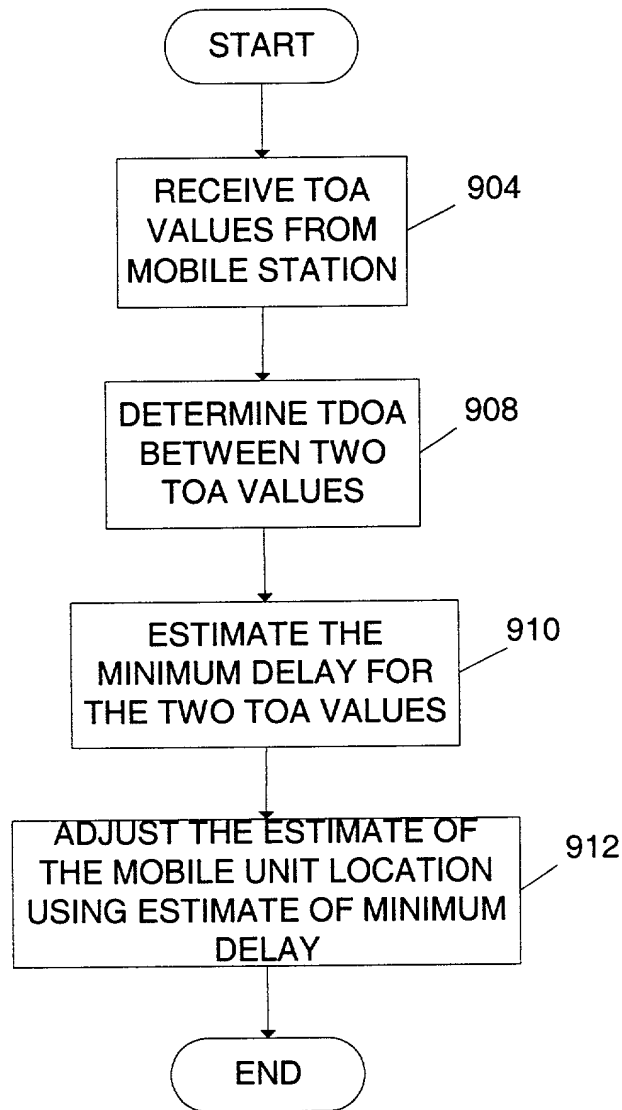 START
RECEIVE TOA
VALUES FROM
MOBILE STATION
904
DETERMINE TDOA
BETWEEN TWO
TOA VALUES
908
ESTIMATE THE
MINIMUM DELAY FOR
THE TWO TOA VALUES
910
ADJUST THE ESTIMATE OF
THE MOBILE UNIT LOCATION
USING ESTIMATE OF MINIMUM
DELAY
912
END